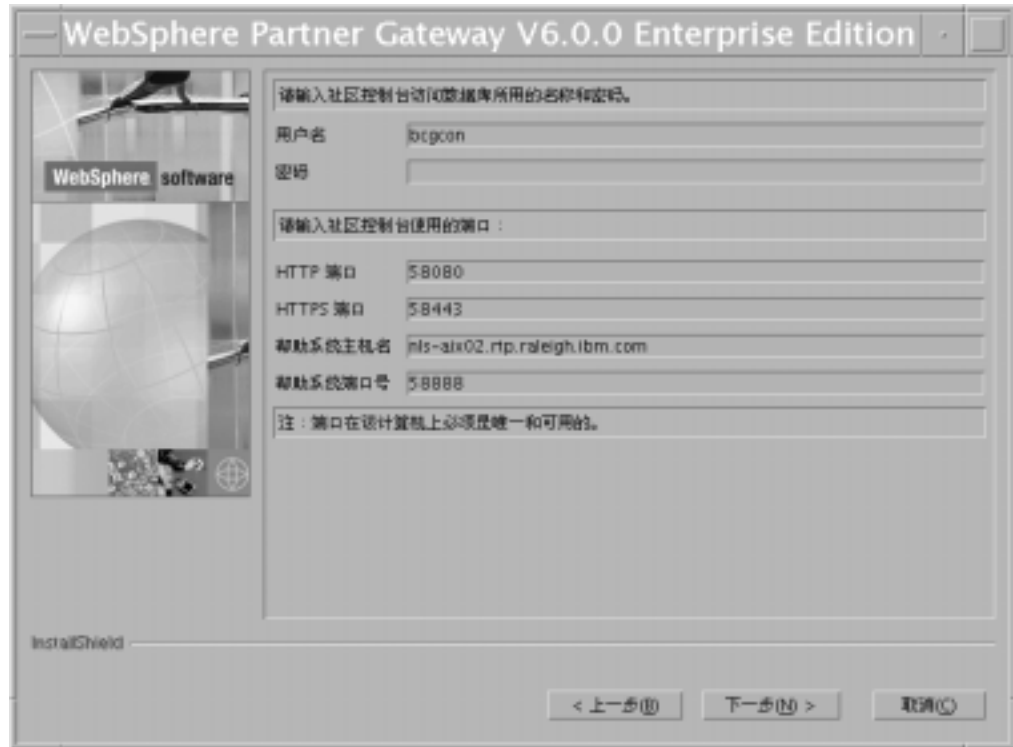 WebSphere Partner Gateway V6.0.0 Enterprise Edition
WebSphere software
请输入社区控制台访问数据库所用的名称和密码。
用户名 bcgcon
密码
请输入社区控制台使用的端口：
HTTP 端口 58080
HTTPS 端口 58443
帮助系统主机名 nls-aix02.rtp.raleigh.ibm.com
帮助系统端口号 58888
注：端口在该计算机上必须是唯一和可用的。
InstallShield
< 上一步(B) 下一步(N) > 取消(C)